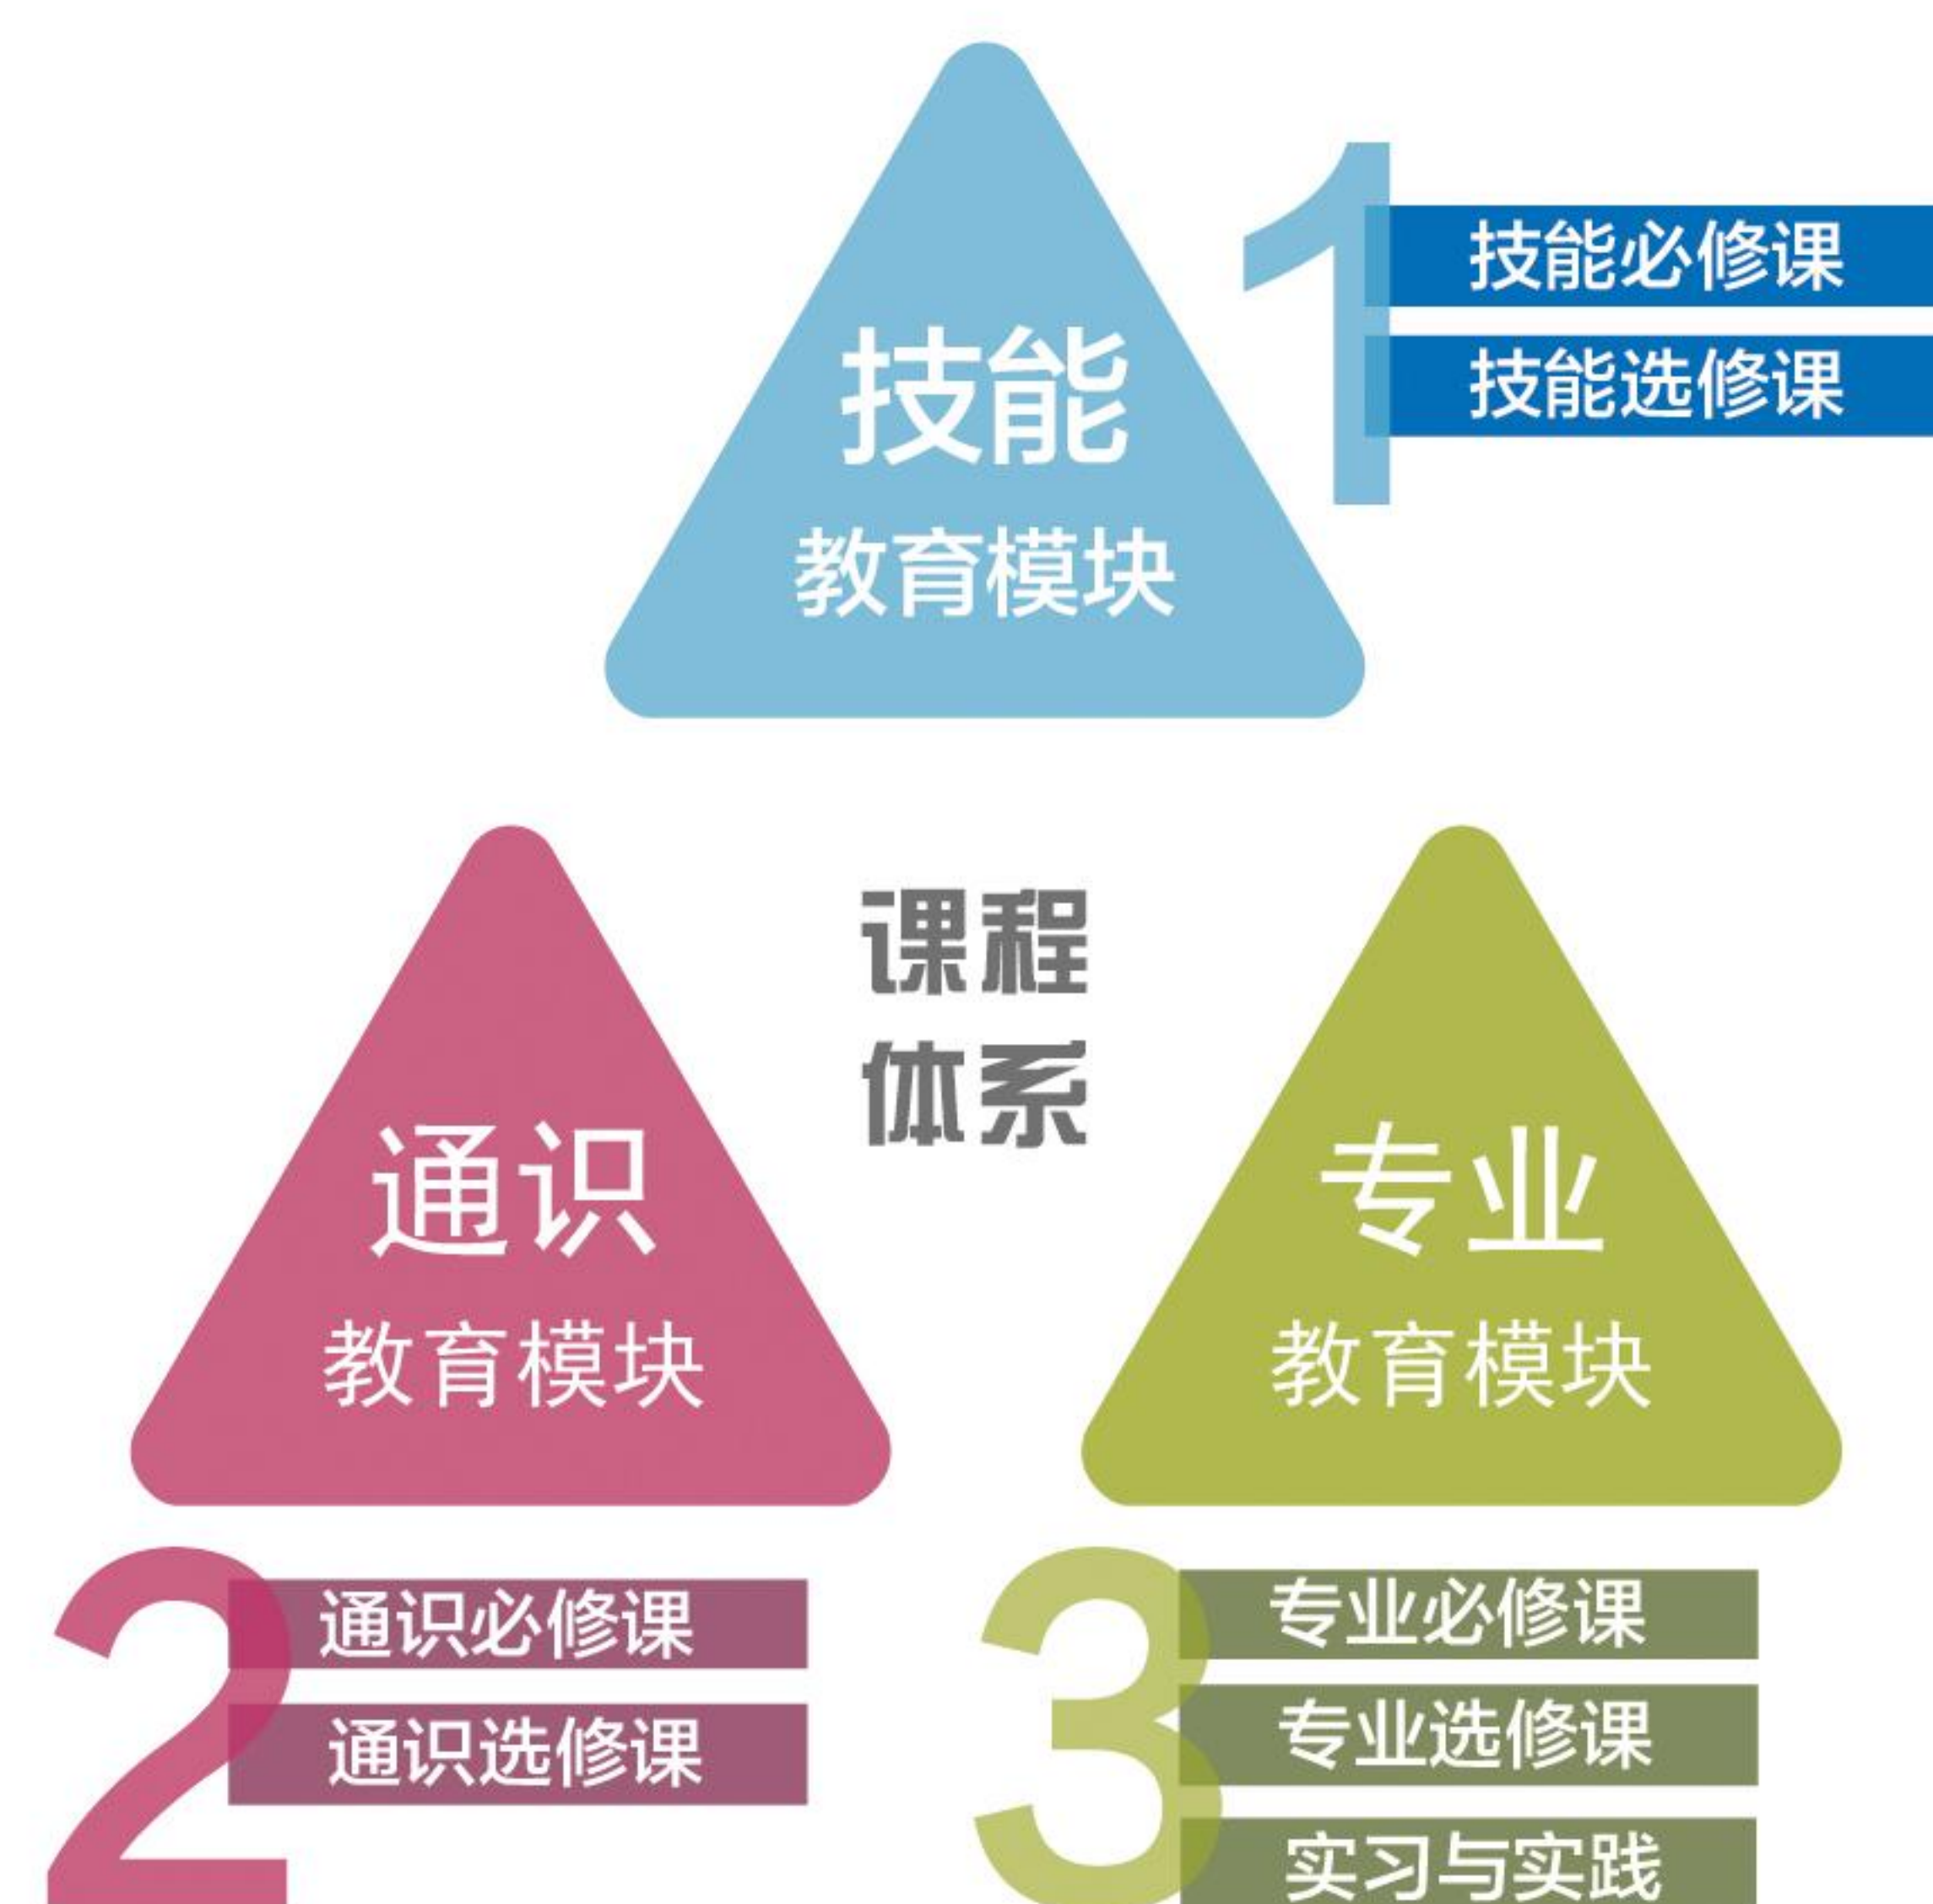 技能
教育模块
1
技能必修课
技能选修课
课程
体系
通识
教育模块
2
通识必修课
通识选修课
专业
教育模块
3
专业必修课
专业选修课
实习与实践